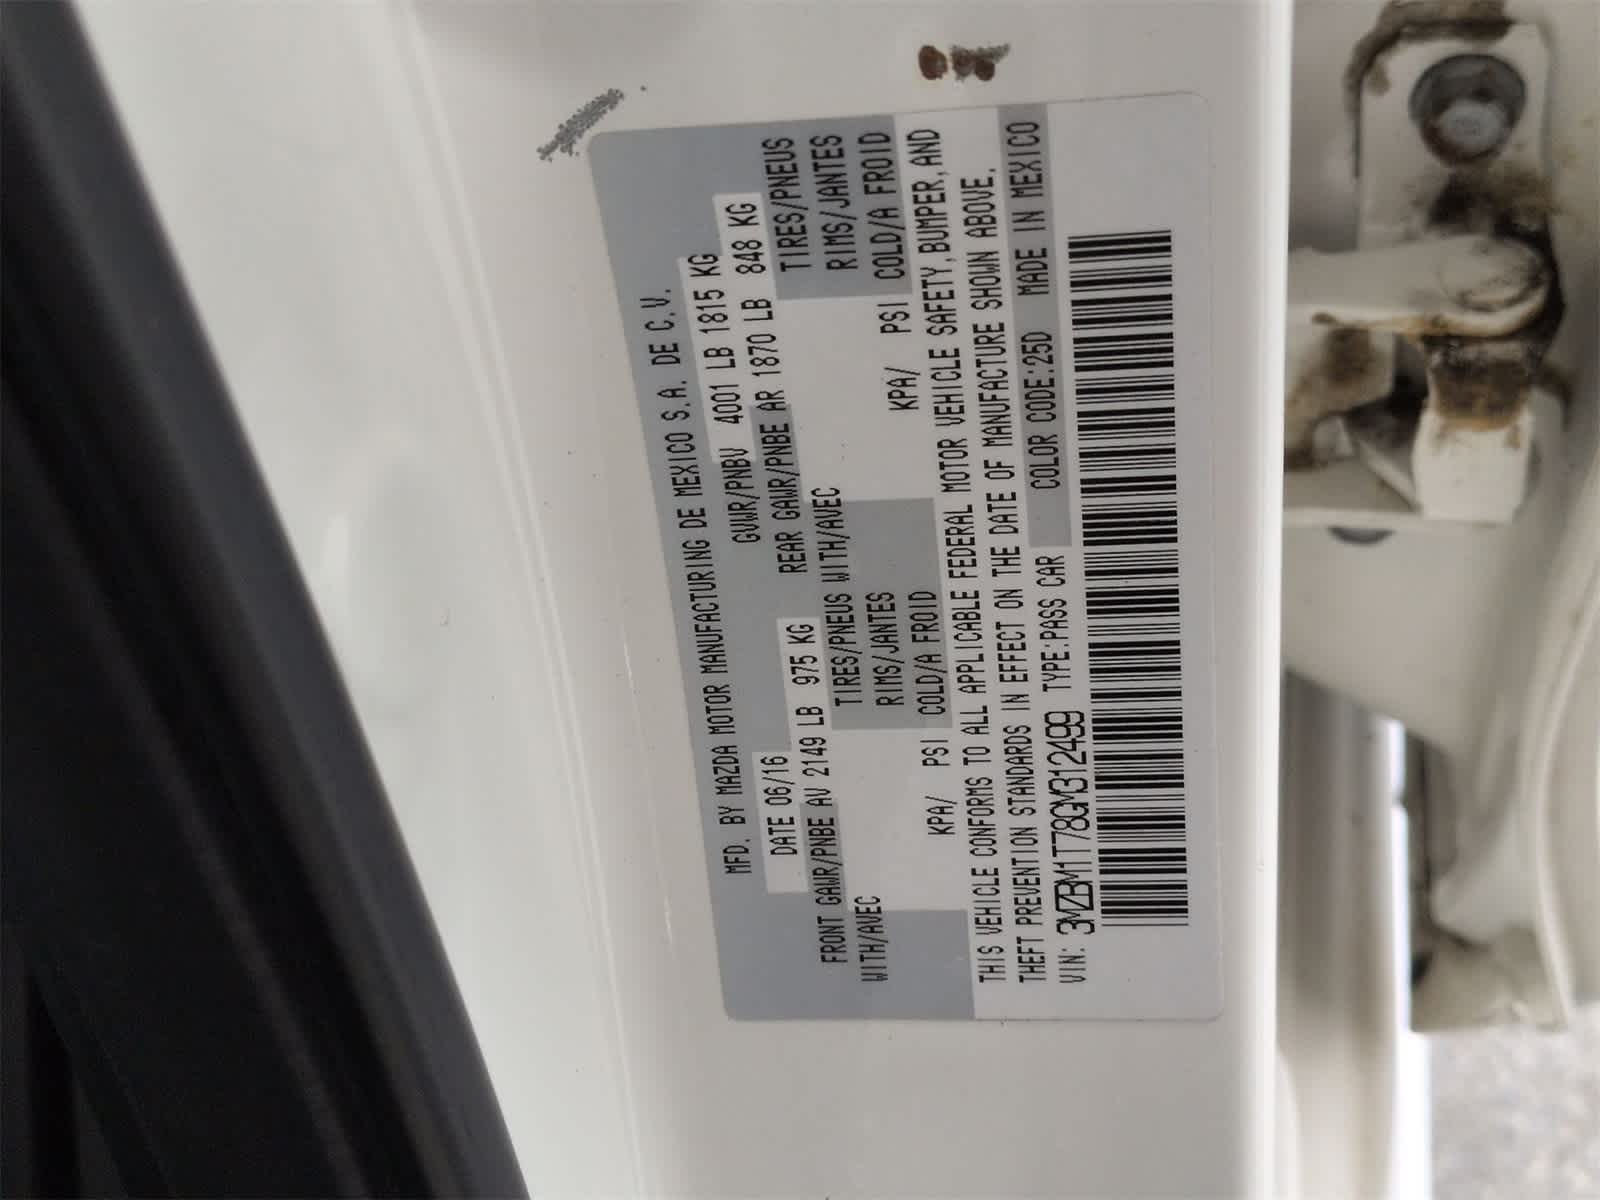 MFD. BY MAZDA MOTOR MANUFACTURING DE MEXICO S.A. DE C.V.
DATE 06/16 GVWR/PNBV 4001 LB 1815 KG
FRONT GAWR/PNBE AV 2149 LB 975 KG REAR GAWR/PNBE AR 1870 LB 848 KG
WITH/AVEC TIRES/PNEUS WITH/AVEC TIRES/PNEUS
RIMS/JANTES RIMS/JANTES
KPA/ PSI COLD/A FROID KPA/ PSI COLD/A FROID
THIS VEHICLE CONFORMS TO ALL APPLICABLE FEDERAL MOTOR VEHICLE SAFETY,BUMPER,AND
THEFT PREVENTION STANDARDS IN EFFECT ON THE DATE OF MANUFACTURE SHOWN ABOVE.
VIN: 3MZBM1T78GM312499 TYPE:PASS CAR COLOR CODE:25D MADE IN MEXICO